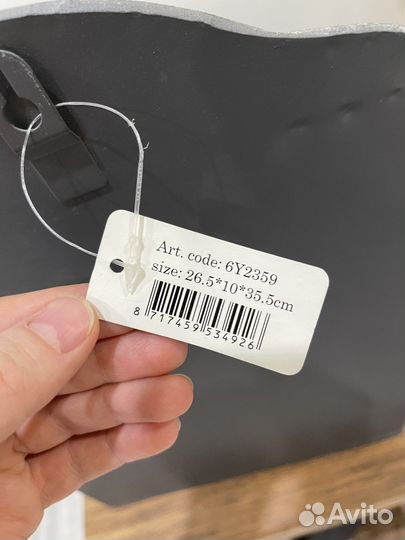 Art. code: 6Y2359
size: 26.5*10*35.5cm
8 717459 534926
Avito